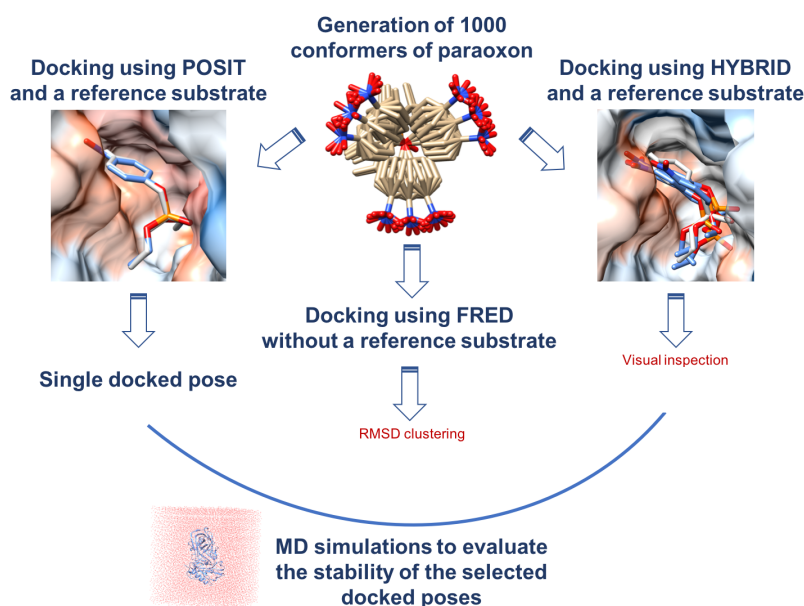 Generation of 1000
conformers of paraoxon
Docking using POSIT
and a reference substrate
Docking using HYBRID
and a reference substrate
Docking using FRED
without a reference substrate
Single docked pose
Visual inspection
RMSD clustering
MD simulations to evaluate
the stability of the selected
docked poses